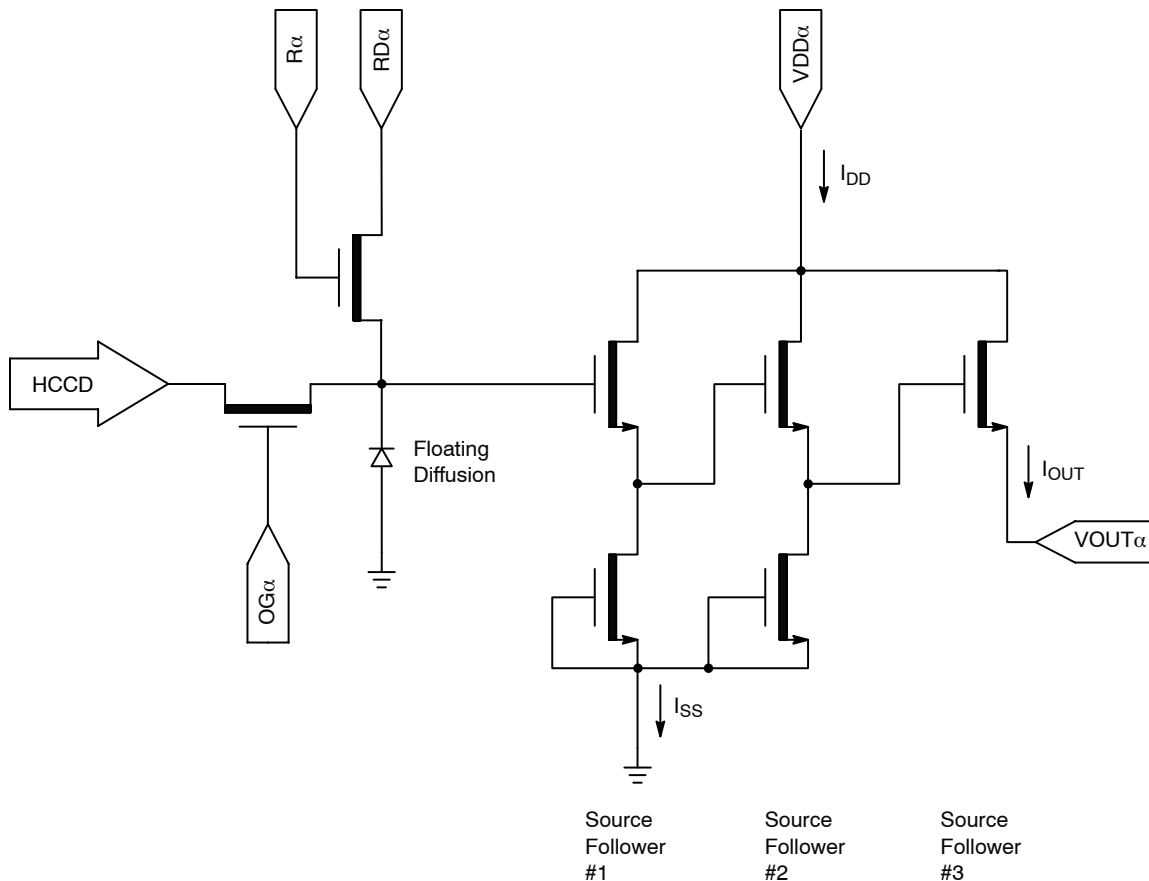 Rα
RDα
VDDα
IDD
HCCD
Floating
Diffusion
IOUT
VOUTα
OGα
ISS
Source
Follower
#1
Source
Follower
#2
Source
Follower
#3